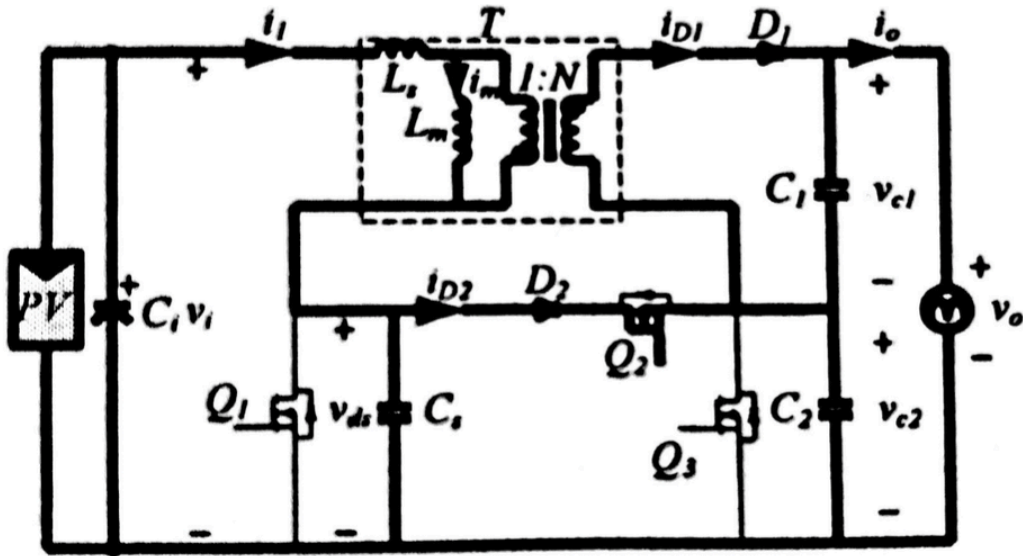 i1 T iD1 D1 io
+ Ls im 1:N +
Lm
C1 vc1
iD2 D2 −
PV + Ci vi + + vo
Q2 −
Q1 vds Cs Q3 C2 vc2
− − −